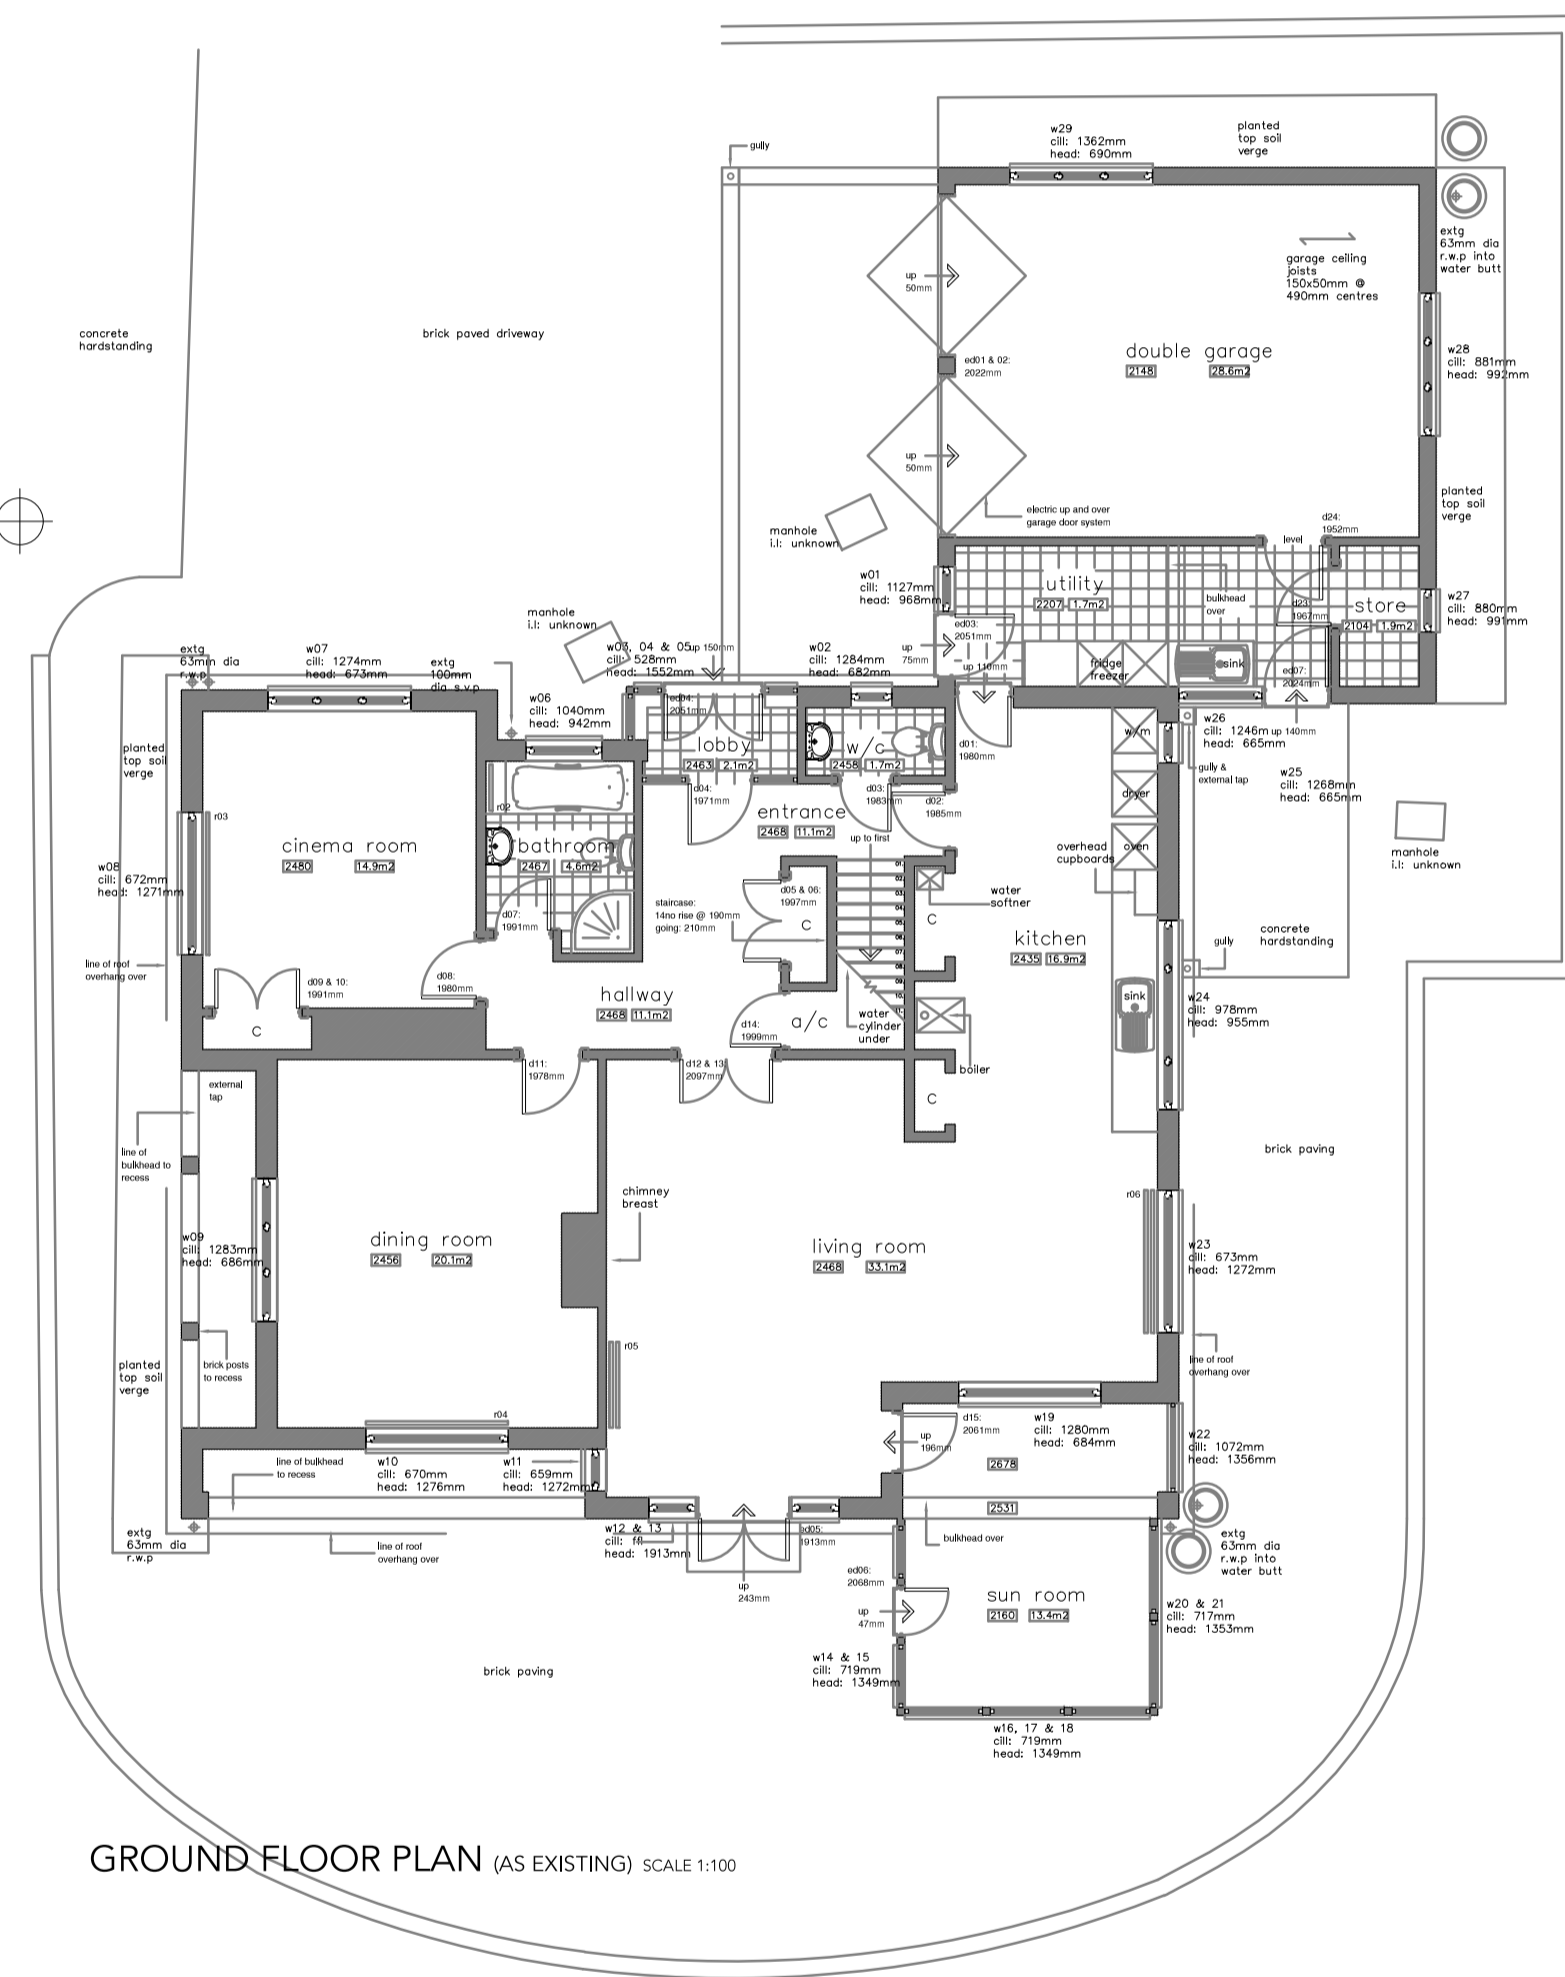 gully
w29
cill: 1362mm
head: 690mm
planted
top soil
verge
extg
63mm dia
r.w.p into
water butt
garage ceiling
joists
150x50mm @
490mm centres
up
50mm
concrete
hardstanding
brick paved driveway
ed01 & 02:
2022mm
double garage
2148 28.6m2
w28
cill: 881mm
head: 992mm
up
50mm
electric up and over
garage door system
manhole
i.l: unknown
d24:
1952mm
level
planted
top soil
verge
w01
cill: 1127mm
head: 968mm
utility
2207 1.7m2
bulkhead
over
d23:
1967mm
store
2104 1.9m2
w27
cill: 880mm
head: 991mm
manhole
i.l: unknown
ed03:
2051mm
up
75mm
up 110mm
fridge
freezer
sink
ed07:
2024mm
extg
63mm dia
r.w.p
w07
cill: 1274mm
head: 673mm
extg
100mm
dia s.v.p
w03, 04 & 05
cill: 528mm
head: 1552mm
up 150mm
w02
cill: 1284mm
head: 682mm
w06
cill: 1040mm
head: 942mm
ed04:
2051mm
lobby
2463 2.1m2
w/c
2458 1.7m2
d01:
1980mm
w/m
w26
cill: 1246mm
head: 665mm
up 140mm
gully &
external tap
w25
cill: 1268mm
head: 665mm
planted
top soil
verge
r03
r02
d04:
1971mm
d03:
1983mm
d02:
1985mm
dryer
entrance
2468 11.1m2
up to first
cinema room
2480 14.9m2
bathroom
2467 4.6m2
overhead
cupboards
oven
manhole
i.l: unknown
w08
cill: 672mm
head: 1271mm
d07:
1991mm
staircase:
14no rise @ 190mm
going: 210mm
d05 & 06:
1997mm
c
c
water
softner
kitchen
2435 16.9m2
concrete
hardstanding
gully
line of roof
overhang over
d09 & 10:
1991mm
d08:
1980mm
hallway
2468 11.1m2
sink
w24
cill: 978mm
head: 955mm
c
d14:
1999mm
a/c
water
cylinder
under
boiler
d11:
1978mm
d12 & 13
2097mm
external
tap
c
line of
bulkhead to
recess
brick paving
chimney
breast
r06
w09
cill: 1283mm
head: 686mm
dining room
2456 20.1m2
living room
2468 33.1m2
w23
cill: 673mm
head: 1272mm
r05
planted
top soil
verge
brick posts
to recess
line of roof
overhang over
r04
d15:
2061mm
w19
cill: 1280mm
head: 684mm
up
196mm
w22
cill: 1072mm
head: 1356mm
line of bulkhead
to recess
w10
cill: 670mm
head: 1276mm
w11
cill: 659mm
head: 1272mm
2678
2531
extg
63mm dia
r.w.p
line of roof
overhang over
w12 & 13
cill: ffl
head: 1913mm
ed05:
1913mm
bulkhead over
extg
63mm dia
r.w.p into
water butt
up
243mm
ed06:
2068mm
up
47mm
sun room
2160 13.4m2
w20 & 21
cill: 717mm
head: 1353mm
brick paving
w14 & 15
cill: 719mm
head: 1349mm
w16, 17 & 18
cill: 719mm
head: 1349mm
GROUND FLOOR PLAN (AS EXISTING) SCALE 1:100